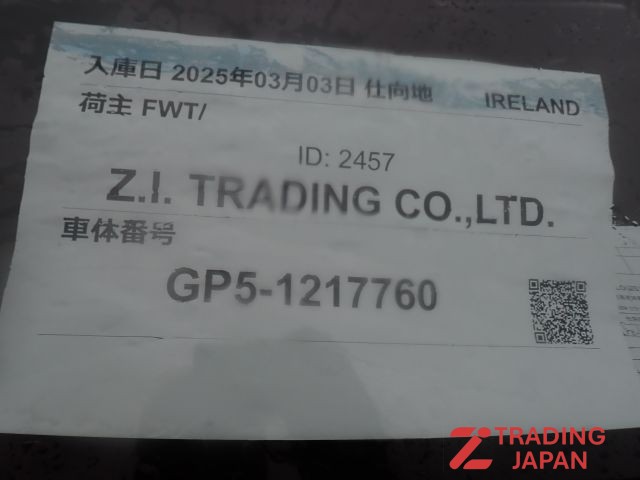 入庫日 2025年03月03日 仕向地 IRELAND
荷主 FWT/
ID: 2457
Z.I. TRADING CO.,LTD.
車体番号
GP5-1217760
TRADING
JAPAN